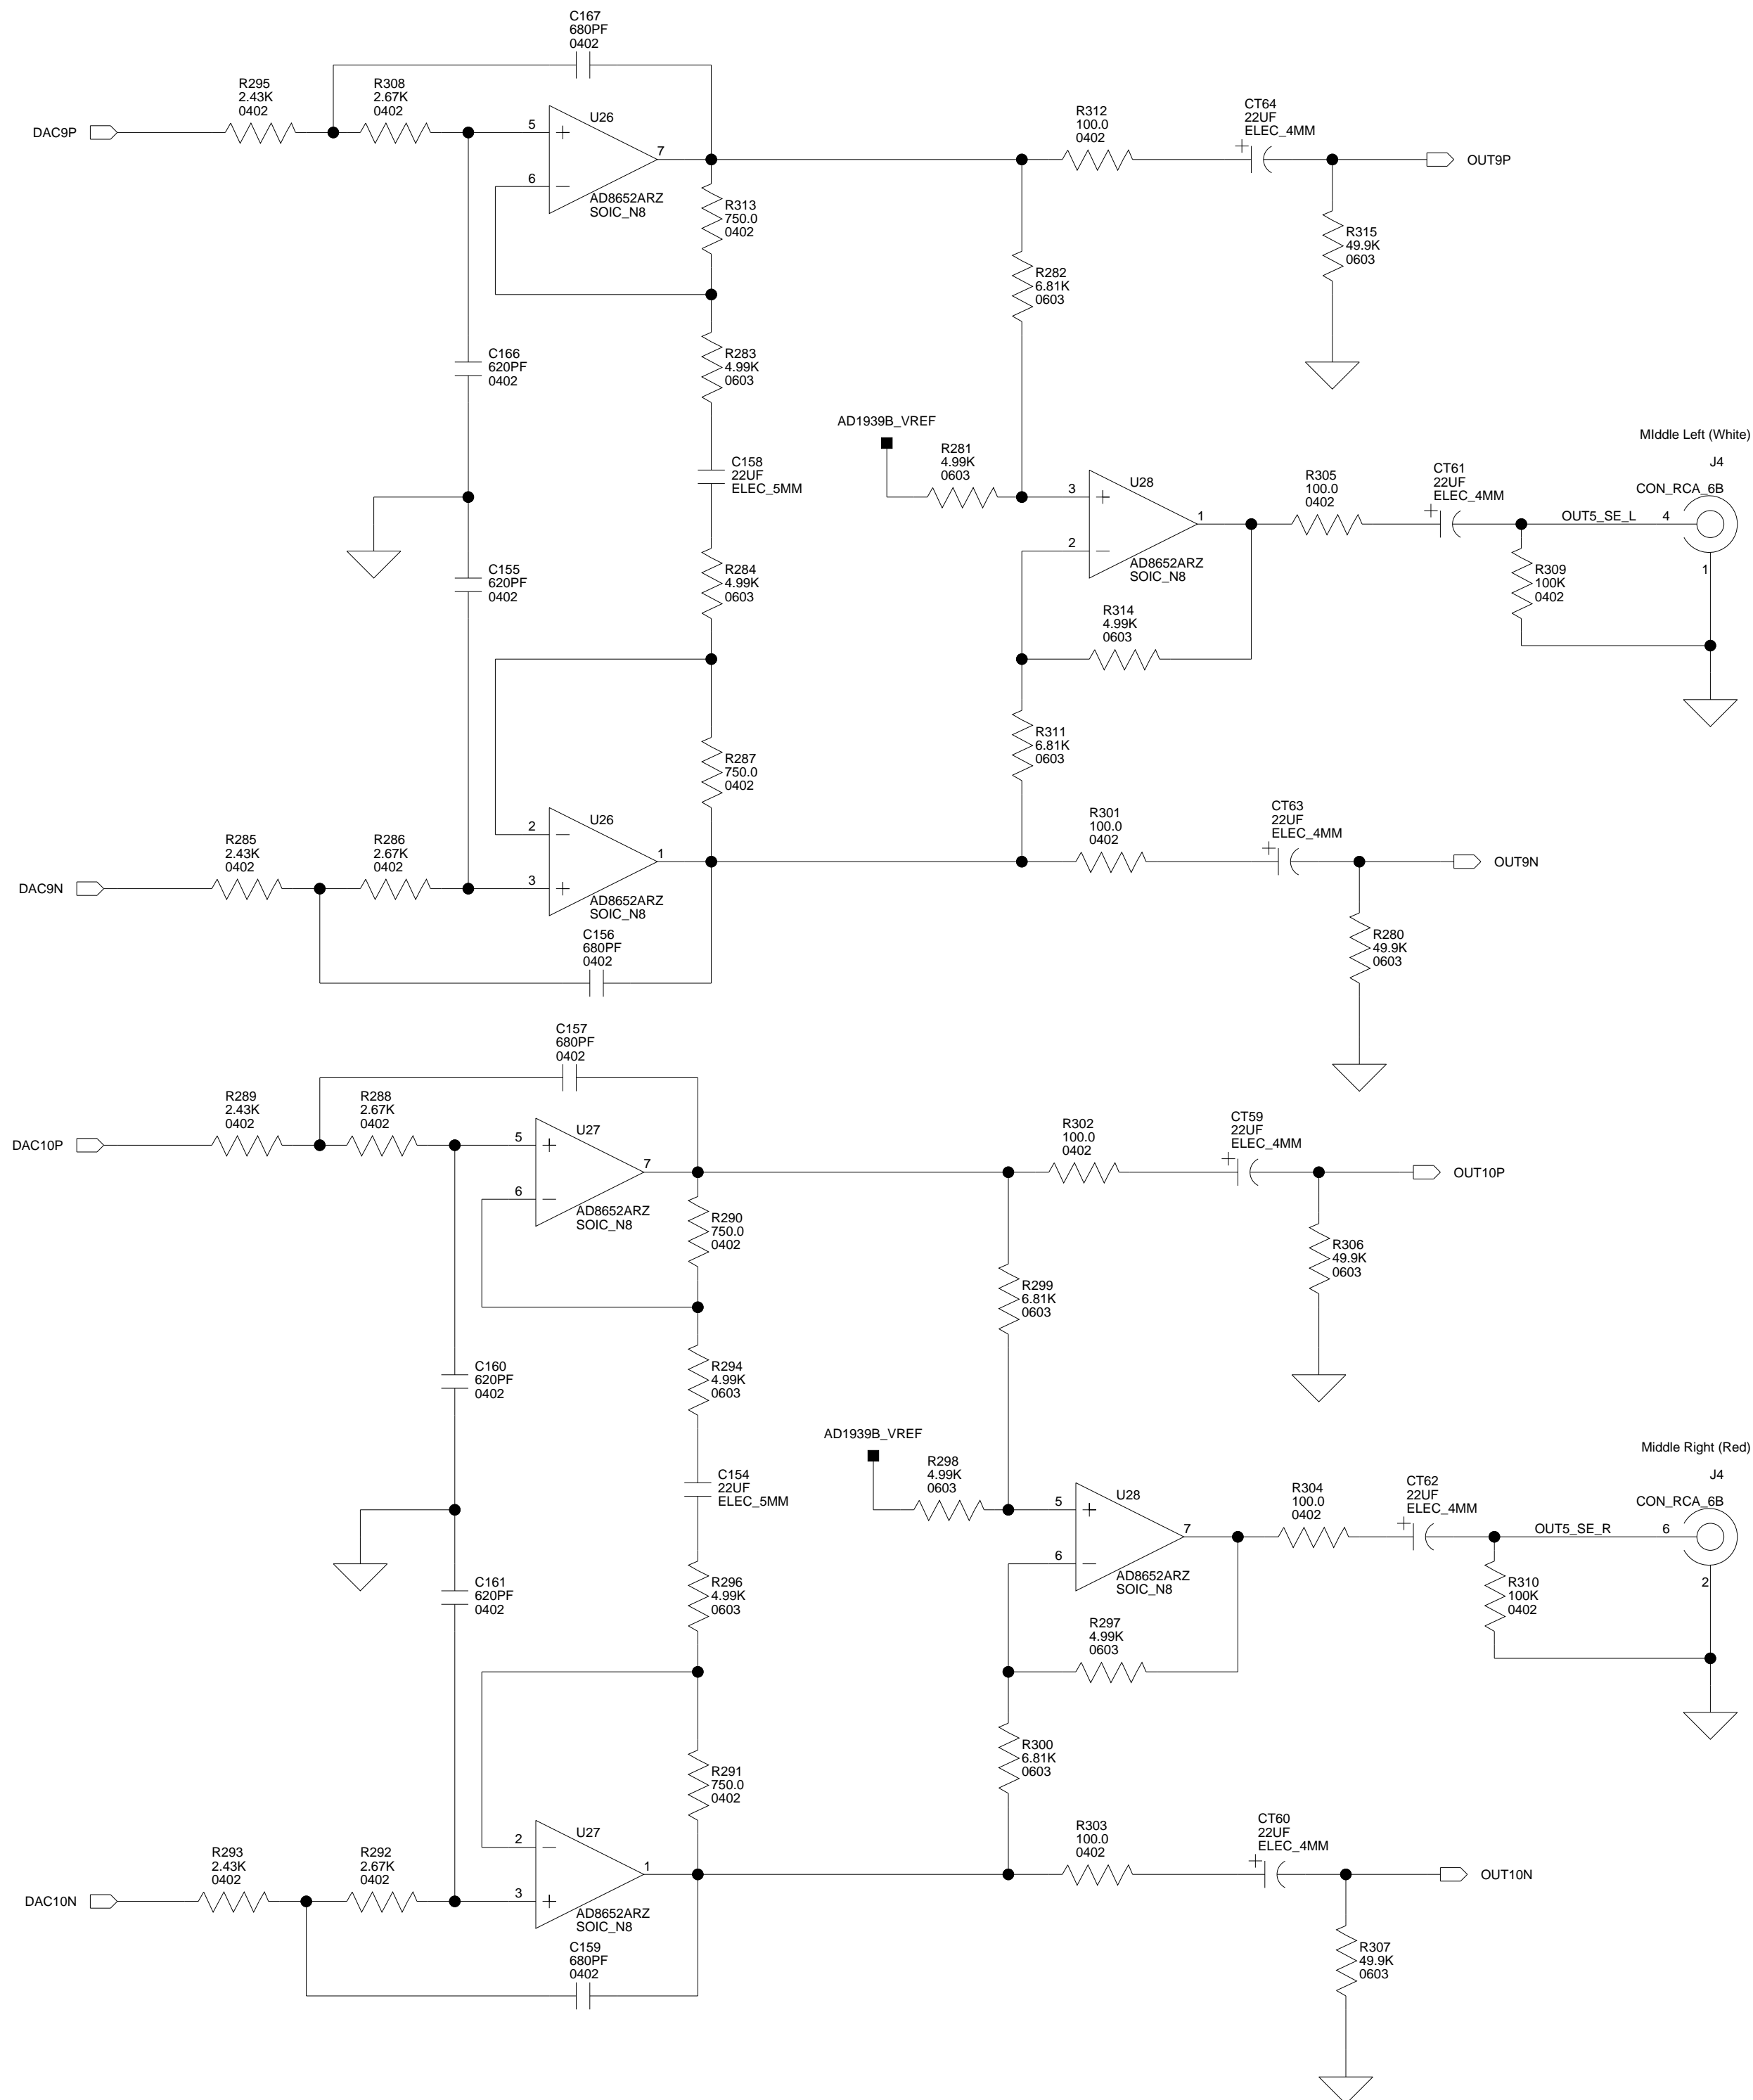 C167
680PF
0402
R295
2.43K
0402
R308
2.67K
0402
DAC9P
5
6
7
U26
AD8652ARZ
SOIC_N8
R312
100.0
0402
CT64
22UF
ELEC_4MM
+
OUT9P
R313
750.0
0402
R315
49.9K
0603
R282
6.81K
0603
C166
620PF
0402
R283
4.99K
0603
AD1939B_VREF
R281
4.99K
0603
C158
22UF
ELEC_5MM
3
2
1
U28
AD8652ARZ
SOIC_N8
R305
100.0
0402
CT61
22UF
ELEC_4MM
+
MIddle Left (White)
J4
CON_RCA_6B
OUT5_SE_L
4
1
R309
100K
0402
C155
620PF
0402
R284
4.99K
0603
R314
4.99K
0603
R311
6.81K
0603
R287
750.0
0402
R285
2.43K
0402
R286
2.67K
0402
DAC9N
2
3
1
U26
AD8652ARZ
SOIC_N8
R301
100.0
0402
CT63
22UF
ELEC_4MM
+
OUT9N
C156
680PF
0402
R280
49.9K
0603
C157
680PF
0402
R289
2.43K
0402
R288
2.67K
0402
DAC10P
5
6
7
U27
AD8652ARZ
SOIC_N8
R302
100.0
0402
CT59
22UF
ELEC_4MM
+
OUT10P
R290
750.0
0402
R306
49.9K
0603
R299
6.81K
0603
C160
620PF
0402
R294
4.99K
0603
AD1939B_VREF
R298
4.99K
0603
C154
22UF
ELEC_5MM
5
6
7
U28
AD8652ARZ
SOIC_N8
R304
100.0
0402
CT62
22UF
ELEC_4MM
+
Middle Right (Red)
J4
CON_RCA_6B
OUT5_SE_R
6
2
R310
100K
0402
C161
620PF
0402
R296
4.99K
0603
R297
4.99K
0603
R300
6.81K
0603
R291
750.0
0402
R293
2.43K
0402
R292
2.67K
0402
DAC10N
2
3
1
U27
AD8652ARZ
SOIC_N8
R303
100.0
0402
CT60
22UF
ELEC_4MM
+
OUT10N
C159
680PF
0402
R307
49.9K
0603